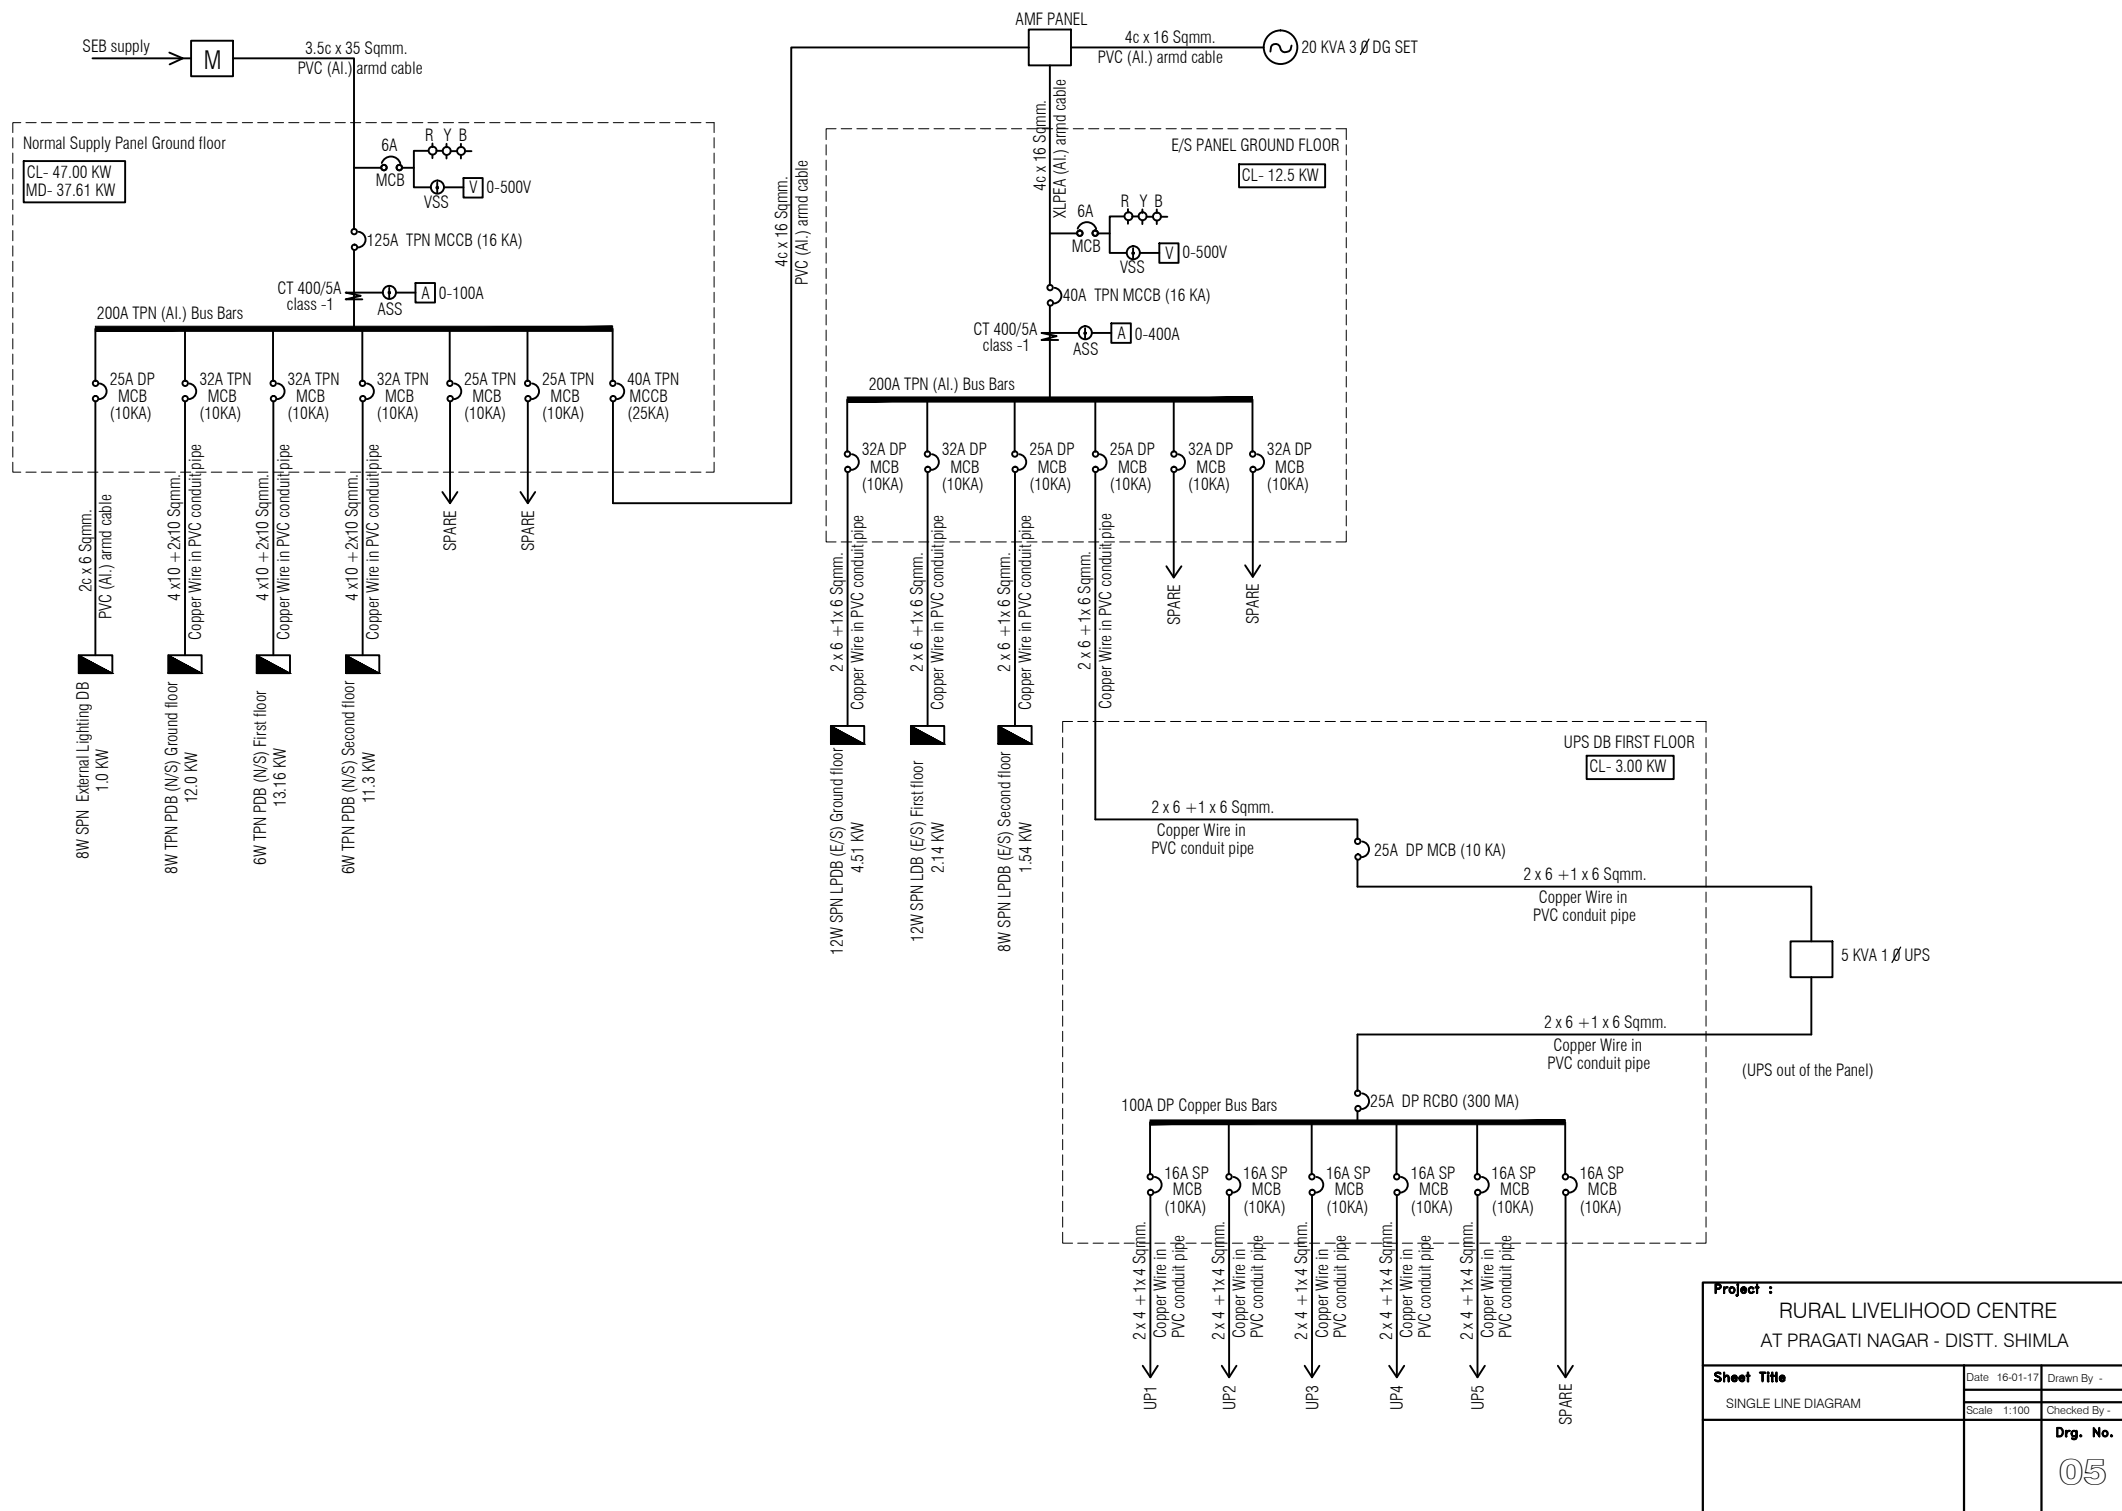 SEB supply
M
3.5c x 35 Sqmm.
PVC (Al.) armd cable
AMF PANEL
4c x 16 Sqmm.
PVC (Al.) armd cable
20 KVA 3 Ø DG SET
Normal Supply Panel Ground floor
CL- 47.00 KW
MD- 37.61 KW
6A
MCB
R Y B
VSS
V
0-500V
125A TPN MCCB (16 KA)
CT 400/5A
class -1
ASS
A
0-100A
200A TPN (Al.) Bus Bars
25A DP
MCB
(10KA)
32A TPN
MCB
(10KA)
32A TPN
MCB
(10KA)
32A TPN
MCB
(10KA)
25A TPN
MCB
(10KA)
25A TPN
MCB
(10KA)
40A TPN
MCCB
(25KA)
2c x 6 Sqmm.
PVC (Al.) armd cable
4 x10 +2x10 Sqmm.
Copper Wire in PVC conduit pipe
4 x10 +2x10 Sqmm.
Copper Wire in PVC conduit pipe
4 x10 +2x10 Sqmm.
Copper Wire in PVC conduit pipe
SPARE
SPARE
8W SPN External Lighting DB
1.0 KW
8W TPN PDB (N/S) Ground floor
12.0 KW
6W TPN PDB (N/S) First floor
13.16 KW
6W TPN PDB (N/S) Second floor
11.3 KW
4c x 16 Sqmm.
PVC (Al.) armd cable
4c x 16 Sqmm.
XLPEA (Al.) armd cable
E/S PANEL GROUND FLOOR
CL- 12.5 KW
6A
MCB
R Y B
VSS
V
0-500V
40A TPN MCCB (16 KA)
CT 400/5A
class -1
ASS
A
0-400A
200A TPN (Al.) Bus Bars
32A DP
MCB
(10KA)
32A DP
MCB
(10KA)
25A DP
MCB
(10KA)
25A DP
MCB
(10KA)
32A DP
MCB
(10KA)
32A DP
MCB
(10KA)
2 x 6 +1x 6 Sqmm.
Copper Wire in PVC conduit pipe
2 x 6 +1x 6 Sqmm.
Copper Wire in PVC conduit pipe
2 x 6 +1x 6 Sqmm.
Copper Wire in PVC conduit pipe
2 x 6 +1x 6 Sqmm.
Copper Wire in PVC conduit pipe
SPARE
SPARE
12W SPN LPDB (E/S) Ground floor
4.51 KW
12W SPN LDB (E/S) First floor
2.14 KW
8W SPN LPDB (E/S) Second floor
1.54 KW
UPS DB FIRST FLOOR
CL- 3.00 KW
2 x 6 +1 x 6 Sqmm.
Copper Wire in
PVC conduit pipe
25A DP MCB (10 KA)
2 x 6 +1 x 6 Sqmm.
Copper Wire in
PVC conduit pipe
5 KVA 1 Ø UPS
2 x 6 +1 x 6 Sqmm.
Copper Wire in
PVC conduit pipe
(UPS out of the Panel)
25A DP RCBO (300 MA)
100A DP Copper Bus Bars
16A SP
MCB
(10KA)
16A SP
MCB
(10KA)
16A SP
MCB
(10KA)
16A SP
MCB
(10KA)
16A SP
MCB
(10KA)
16A SP
MCB
(10KA)
2 x 4 +1x 4 Sqmm.
Copper Wire in
PVC conduit pipe
2 x 4 +1x 4 Sqmm.
Copper Wire in
PVC conduit pipe
2 x 4 +1x 4 Sqmm.
Copper Wire in
PVC conduit pipe
2 x 4 +1x 4 Sqmm.
Copper Wire in
PVC conduit pipe
2 x 4 +1x 4 Sqmm.
Copper Wire in
PVC conduit pipe
UP1
UP2
UP3
UP4
UP5
SPARE
Project :
RURAL LIVELIHOOD CENTRE
AT PRAGATI NAGAR - DISTT. SHIMLA
Sheet Title
SINGLE LINE DIAGRAM
Date 16-01-17
Drawn By -
Scale 1:100
Checked By -
Drg. No.
05